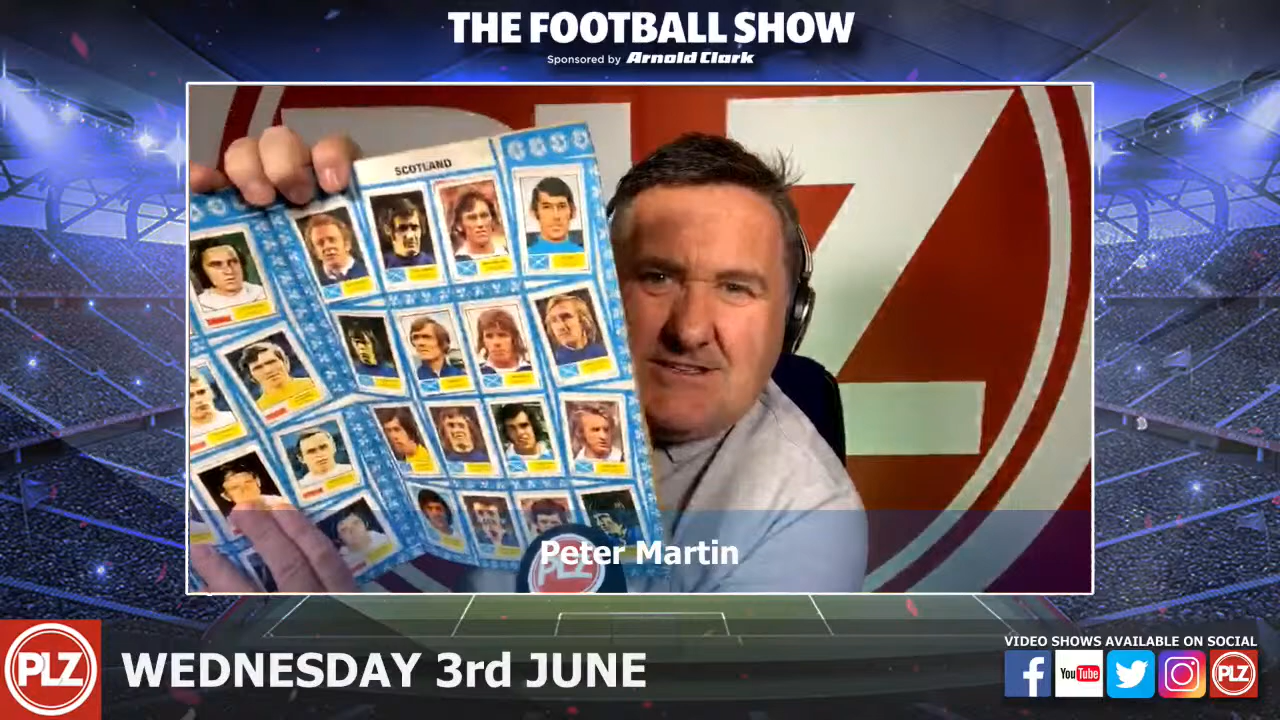 THE FOOTBALL SHOW
Sponsored by Arnold Clark
SCOTLAND
Peter Martin
PLZ
PLZ
WEDNESDAY 3rd JUNE
VIDEO SHOWS AVAILABLE ON SOCIAL
f YouTube PLZ